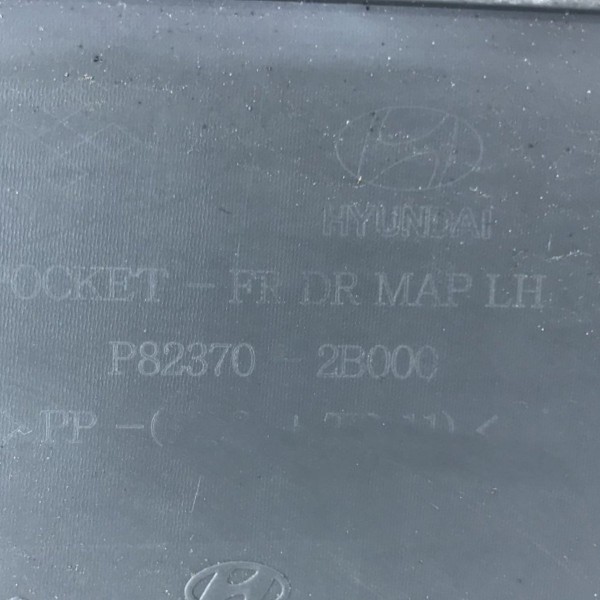 HYUNDAI
POCKET - FR DR MAP LH
P82370 - 2B000
>PP -(